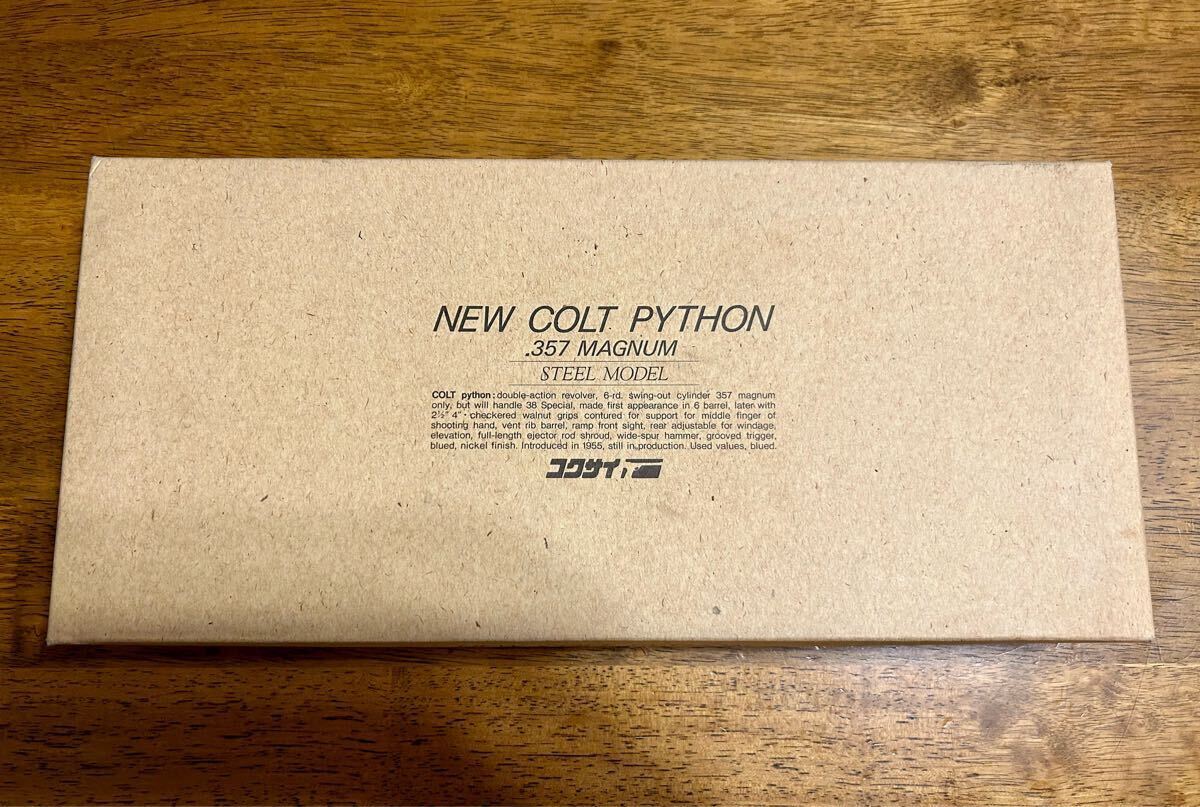 NEW COLT PYTHON
.357 MAGNUM
STEEL MODEL
COLT python: double-action revolver, 6-rd. swing-out cylinder 357 magnum
only, but will handle 38 Special, made first appearance in 6 barrel, later with
2½" 4"・checkered walnut grips contured for support for middle finger of
shooting hand, vent rib barrel, ramp front sight, rear adjustable for windage,
elevation, full-length ejector rod shroud, wide-spur hammer, grooved trigger,
blued, nickel finish. Introduced in 1955, still in production. Used values, blued.
コクサイ